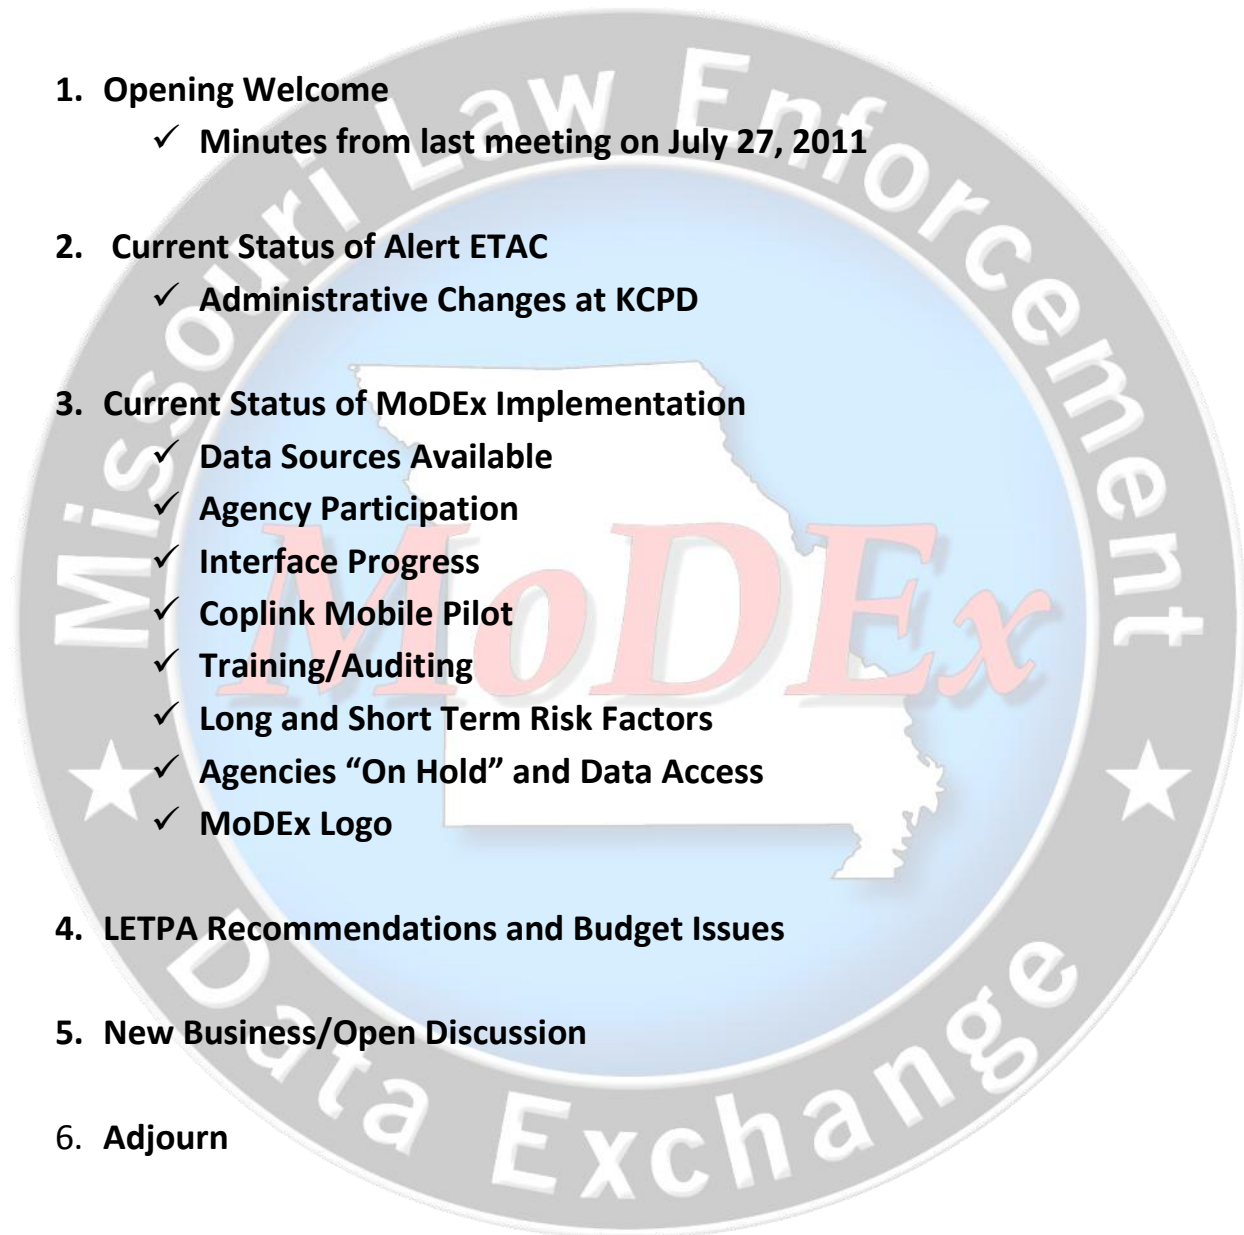 1. Opening Welcome
✓ Minutes from last meeting on July 27, 2011
2. Current Status of Alert ETAC
✓ Administrative Changes at KCPD
3. Current Status of MoDEx Implementation
✓ Data Sources Available
✓ Agency Participation
✓ Interface Progress
✓ Coplink Mobile Pilot
✓ Training/Auditing
✓ Long and Short Term Risk Factors
✓ Agencies “On Hold” and Data Access
✓ MoDEx Logo
4. LETPA Recommendations and Budget Issues
5. New Business/Open Discussion
6. Adjourn
Missouri Law Enforcement
MoDEx
Data Exchange